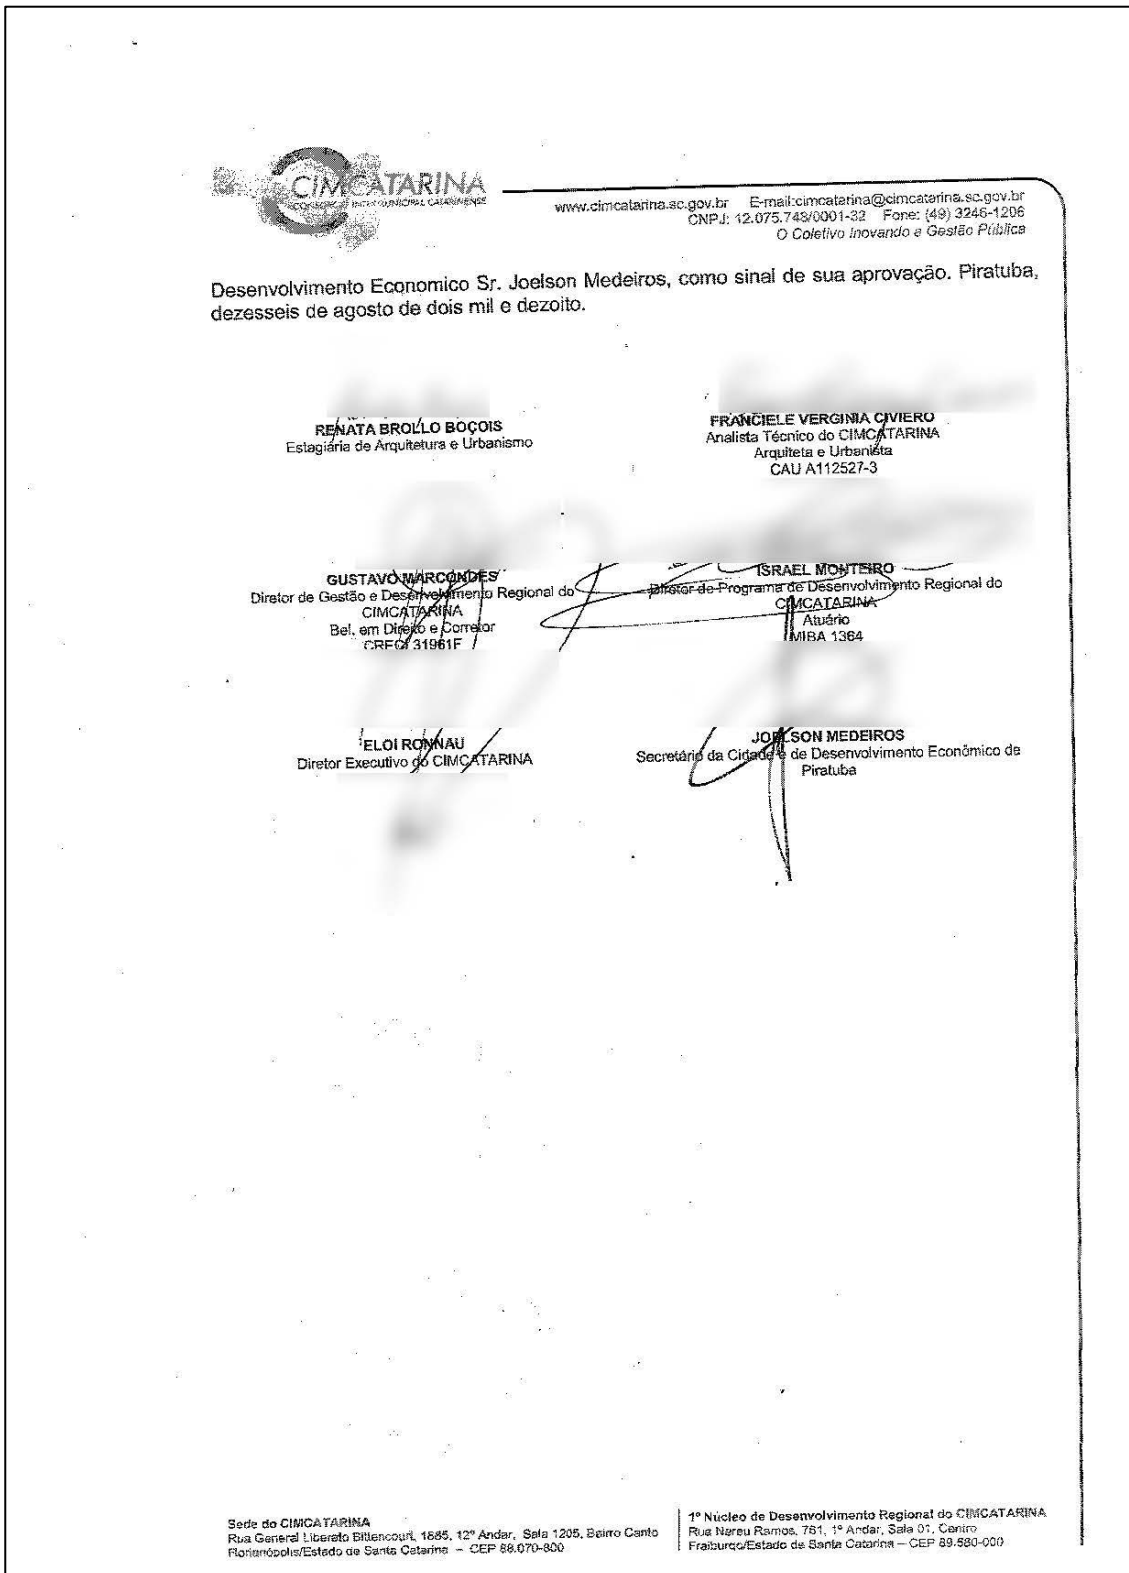 CIMCATARINA
CONSÓRCIO INTERMUNICIPAL CATARINENSE
www.cimcatarina.sc.gov.br E-mail:cimcatarina@cimcatarina.sc.gov.br
CNPJ: 12.075.748/0001-32 Fone: (49) 3246-1206
O Coletivo Inovando a Gestão Pública
Desenvolvimento Economico Sr. Joelson Medeiros, como sinal de sua aprovação. Piratuba,
dezesseis de agosto de dois mil e dezoito.
RENATA BROLLO BOÇOIS
Estagiária de Arquitetura e Urbanismo
FRANCIELE VERGINIA CIVIERO
Analista Técnico do CIMCATARINA
Arquiteta e Urbanista
CAU A112527-3
GUSTAVO MARCONDES
Diretor de Gestão e Desenvolvimento Regional do
CIMCATARINA
Bel. em Direito e Corretor
CRECI 31961F
ISRAEL MONTEIRO
Diretor de Programa de Desenvolvimento Regional do
CIMCATARINA
Atuário
MIBA 1364
ELOI RONNAU
Diretor Executivo do CIMCATARINA
JOELSON MEDEIROS
Secretário da Cidade e de Desenvolvimento Econômico de
Piratuba
Sede do CIMCATARINA
Rua General Liberato Bittencourt, 1885, 12º Andar, Sala 1205, Bairro Canto
Florianópolis/Estado de Santa Catarina – CEP 88.070-800
1º Núcleo de Desenvolvimento Regional do CIMCATARINA
Rua Nereu Ramos, 761, 1º Andar, Sala 01, Centro
Fraiburgo/Estado de Santa Catarina – CEP 89.580-000